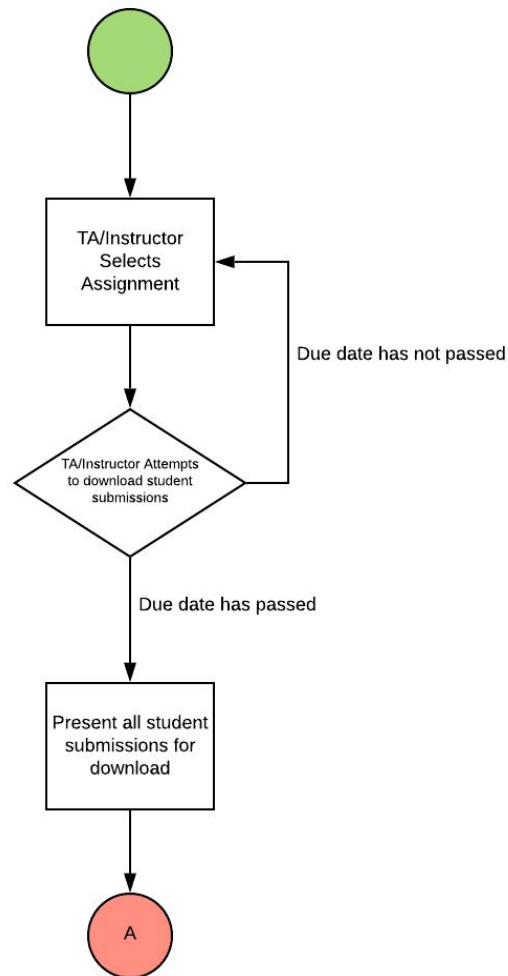 TA/Instructor
Selects
Assignment
Due date has not passed
TA/Instructor Attempts
to download student
submissions
Due date has passed
Present all student
submissions for
download
A